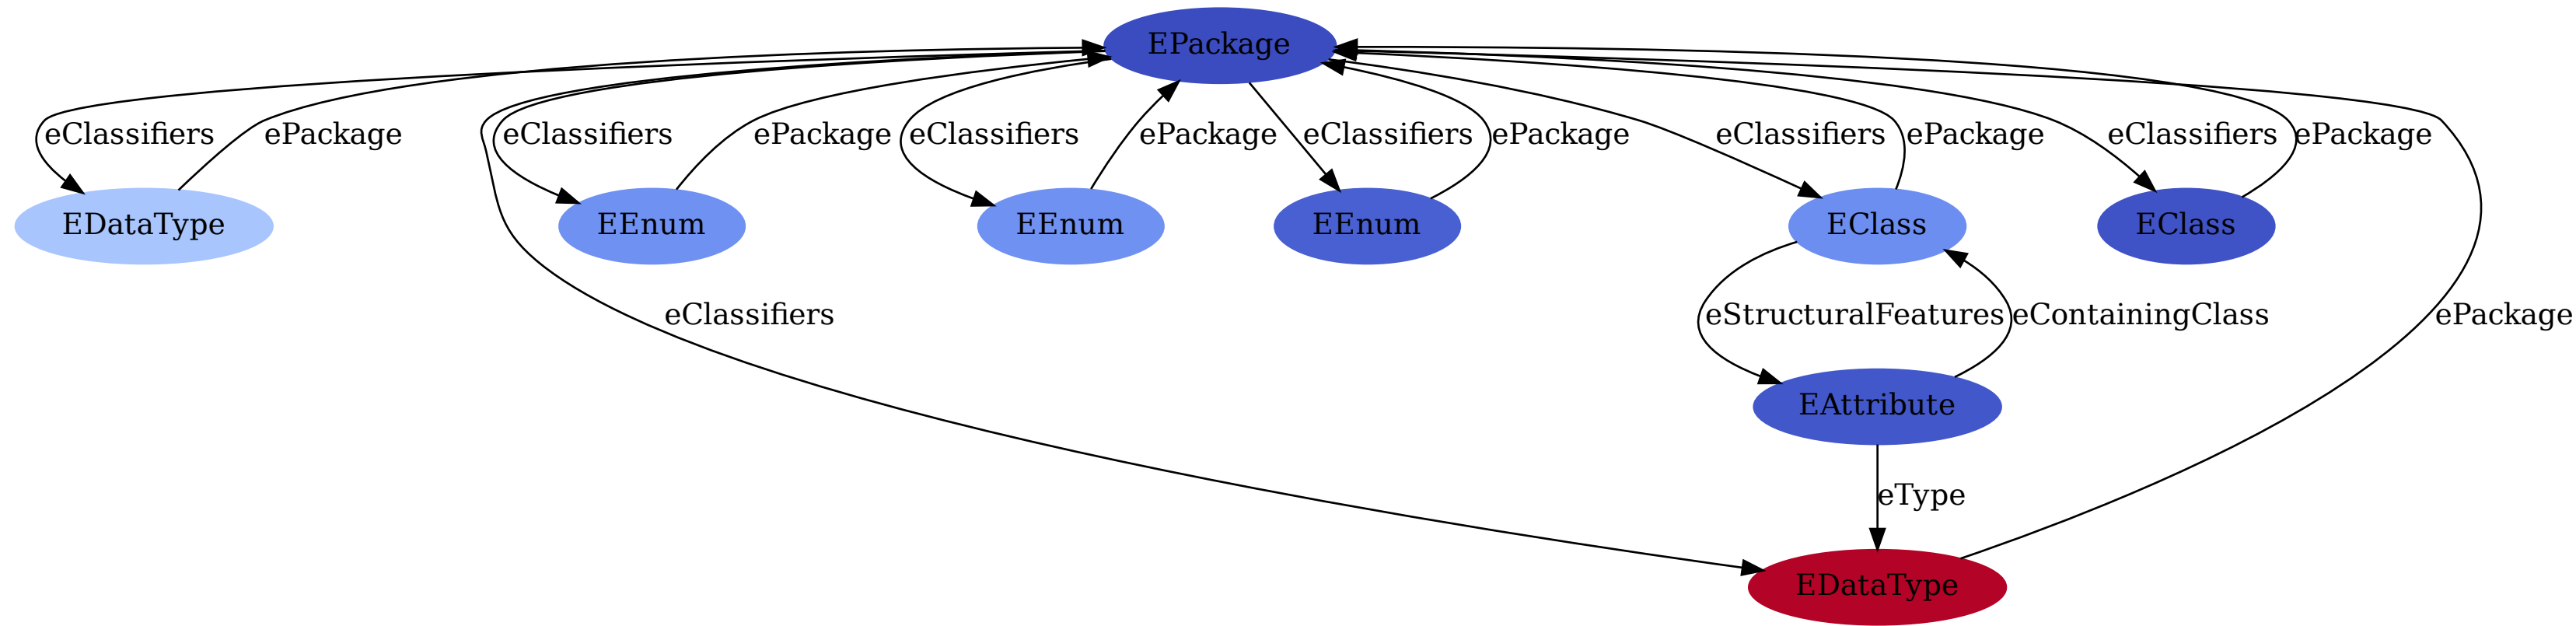 EPackage
eClassifiers
ePackage
eClassifiers
ePackage
eClassifiers
ePackage
eClassifiers
ePackage
eClassifiers
ePackage
eClassifiers
ePackage
EDataType
EEnum
EEnum
EEnum
EClass
EClass
eClassifiers
eStructuralFeatures
eContainingClass
ePackage
EAttribute
eType
EDataType